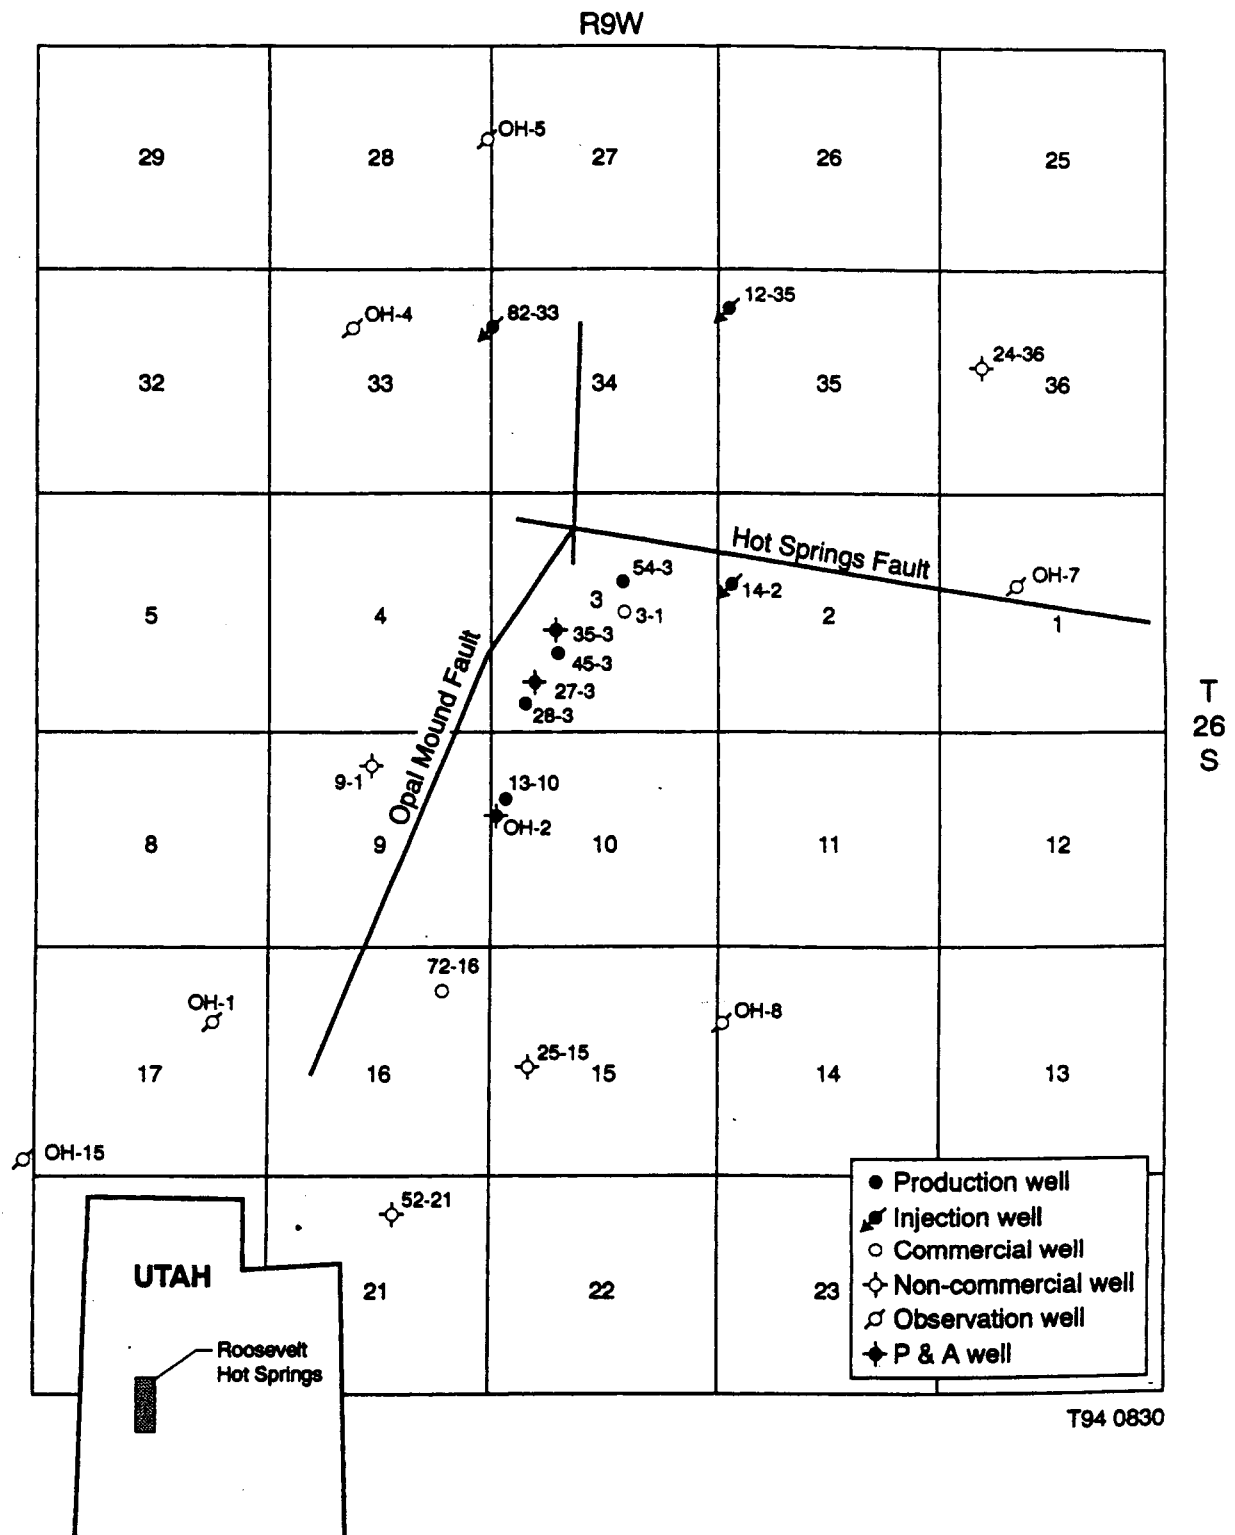 R9W
OH-5
29
28
27
26
25
12-35
OH-4
82-33
24-36
32
33
34
35
36
Hot Springs Fault
54-3
OH-7
14-2
3
3-1
5
4
2
1
35-3
45-3
27-3
28-3
Opal Mound Fault
T
26
S
9-1
13-10
OH-2
8
9
10
11
12
72-16
OH-1
OH-8
25-15
17
16
15
14
13
OH-15
52-21
Production well
Injection well
Commercial well
Non-commercial well
Observation well
P & A well
UTAH
21
22
23
Roosevelt
Hot Springs
T94 0830